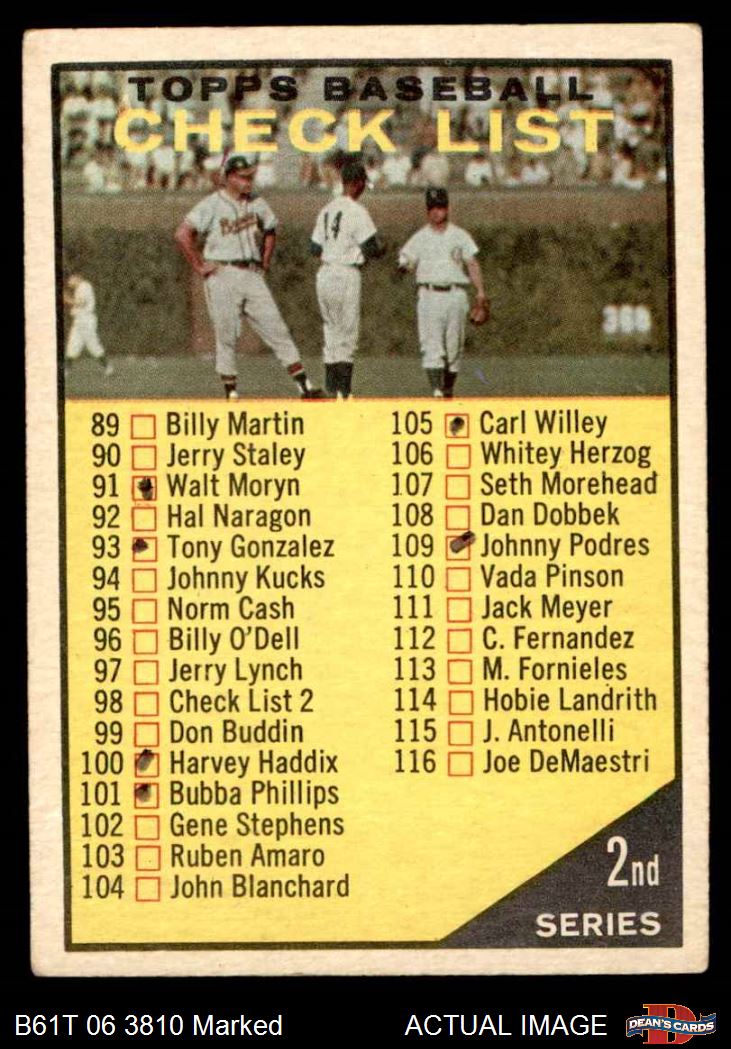 TOPPS BASEBALL
CHECK LIST
14
89 Billy Martin
90 Jerry Staley
91 Walt Moryn
92 Hal Naragon
93 Tony Gonzalez
94 Johnny Kucks
95 Norm Cash
96 Billy O'Dell
97 Jerry Lynch
98 Check List 2
99 Don Buddin
100 Harvey Haddix
101 Bubba Phillips
102 Gene Stephens
103 Ruben Amaro
104 John Blanchard
105 Carl Willey
106 Whitey Herzog
107 Seth Morehead
108 Dan Dobbek
109 Johnny Podres
110 Vada Pinson
111 Jack Meyer
112 C. Fernandez
113 M. Fornieles
114 Hobie Landrith
115 J. Antonelli
116 Joe DeMaestri
2nd
SERIES
B61T 06 3810 Marked
ACTUAL IMAGE
DEAN'S CARDS